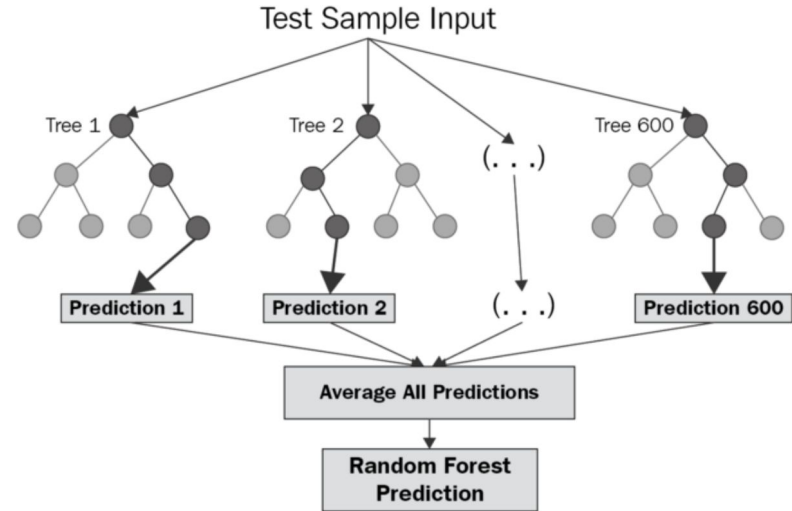 Test Sample Input
Tree 1
Tree 2
Tree 600
(. . .)
Prediction 1
Prediction 2
(. . .)
Prediction 600
Average All Predictions
Random Forest
Prediction